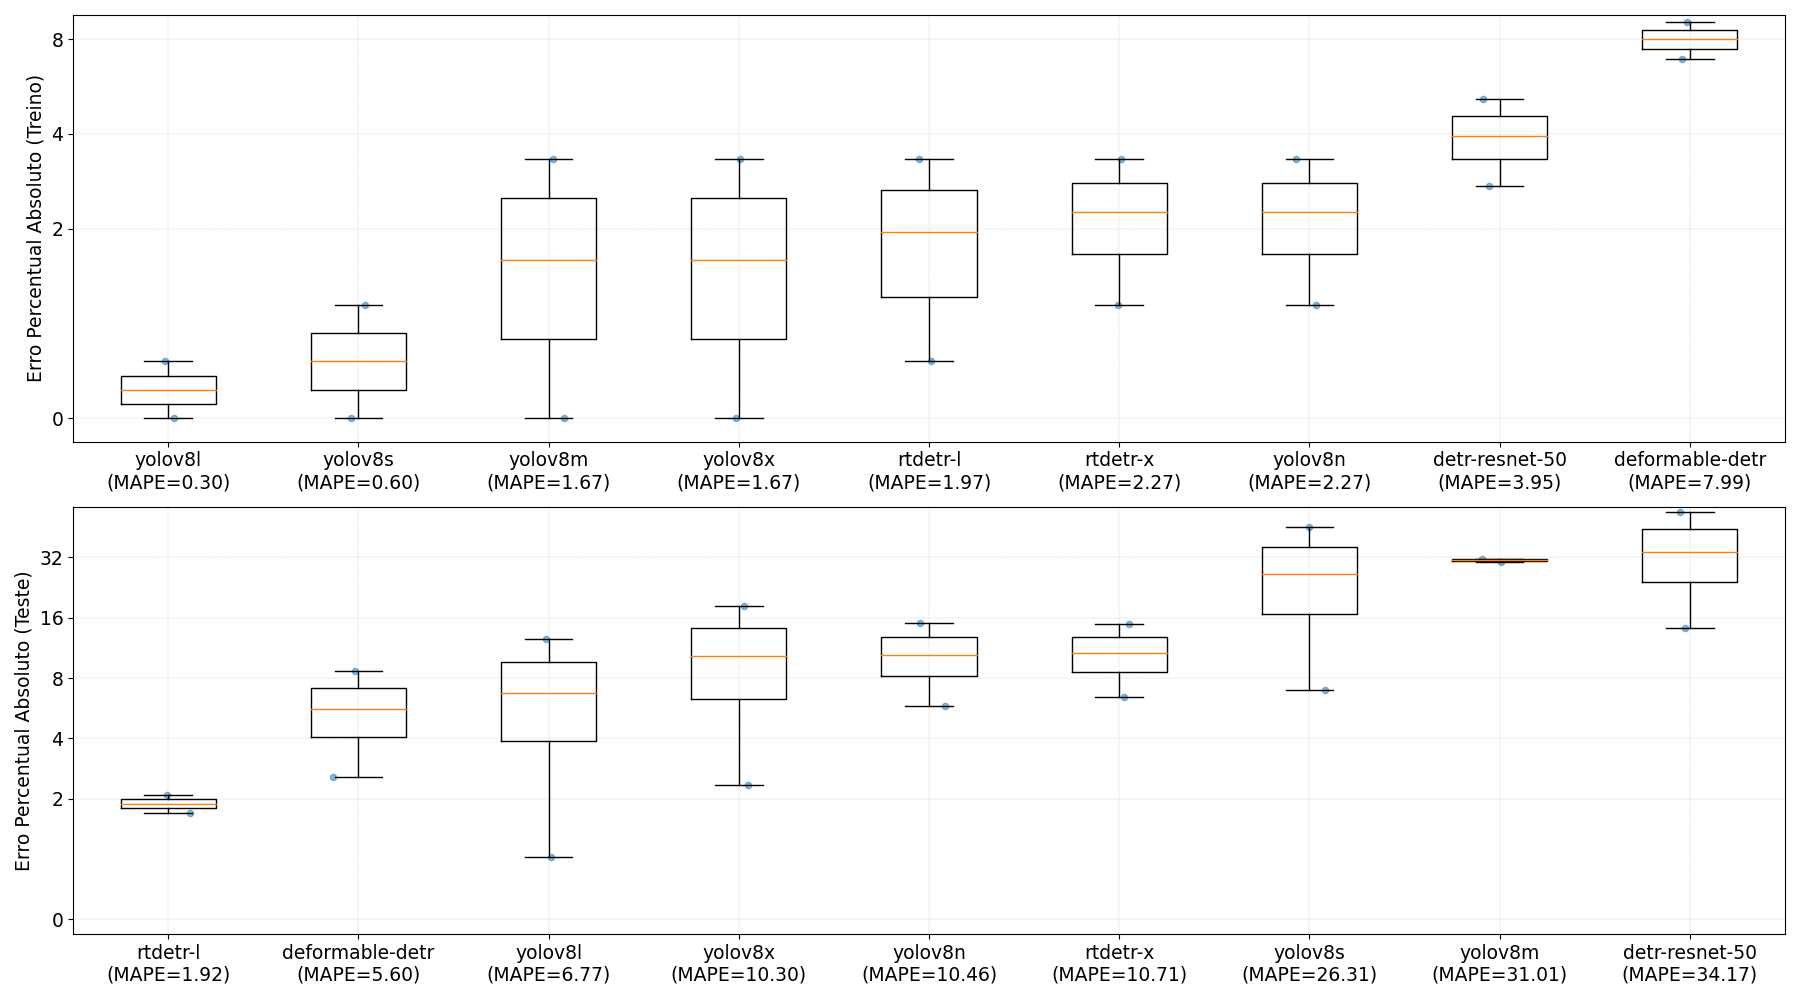 Erro Percentual Absoluto (Treino)
8
4
2
0
yolov8l yolov8s yolov8m yolov8x rtdetr-l rtdetr-x yolov8n detr-resnet-50 deformable-detr
(MAPE=0.30) (MAPE=0.60) (MAPE=1.67) (MAPE=1.67) (MAPE=1.97) (MAPE=2.27) (MAPE=2.27) (MAPE=3.95) (MAPE=7.99)
Erro Percentual Absoluto (Teste)
32
16
8
4
2
0
rtdetr-l deformable-detr yolov8l yolov8x yolov8n rtdetr-x yolov8s yolov8m detr-resnet-50
(MAPE=1.92) (MAPE=5.60) (MAPE=6.77) (MAPE=10.30) (MAPE=10.46) (MAPE=10.71) (MAPE=26.31) (MAPE=31.01) (MAPE=34.17)